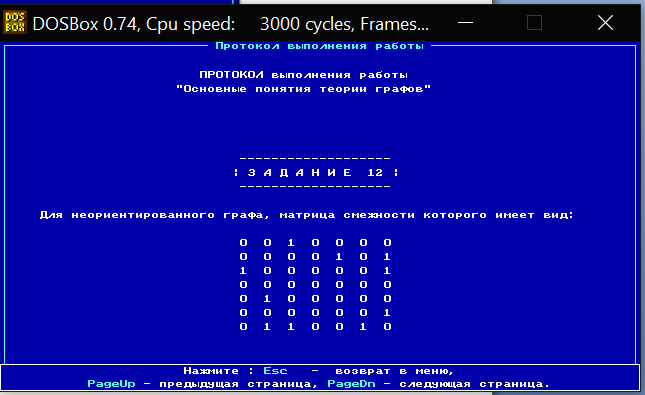 DOSBox 0.74, Cpu speed: 3000 cycles, Frames...
Протокол выполнения работы
ПРОТОКОЛ выполнения работы
"Основные понятия теории графов"
-------------------
¦ З А Д А Н И Е 12 ¦
-------------------
Для неориентированного графа, матрица смежности которого имеет вид:
0 0 1 0 0 0 0
0 0 0 0 1 0 1
1 0 0 0 0 0 1
0 0 0 0 0 0 0
0 1 0 0 0 0 0
0 0 0 0 0 0 1
0 1 1 0 0 1 0
Нажмите : Esc - возврат в меню,
PageUp - предыдущая страница, PageDn - следующая страница.